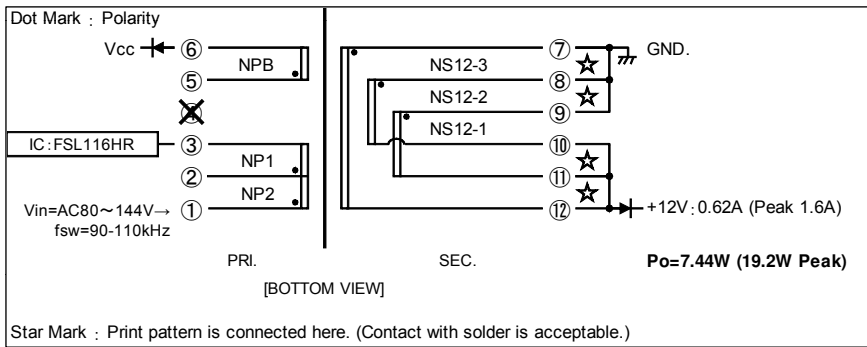 Dot Mark : Polarity
Vcc ⑥ ⑦ GND.
NPB NS12-3
⑤ ⑧ ☆
NS12-2 ☆
④ ⑨
NS12-1
IC:FSL116HR ③ ⑩
NP1 ☆
② ⑪
NP2 ☆
Vin=AC80～144V→ ① ⑫ +12V:0.62A (Peak 1.6A)
fsw=90-110kHz
PRI. SEC. Po=7.44W (19.2W Peak)
[BOTTOM VIEW]
Star Mark : Print pattern is connected here. (Contact with solder is acceptable.)